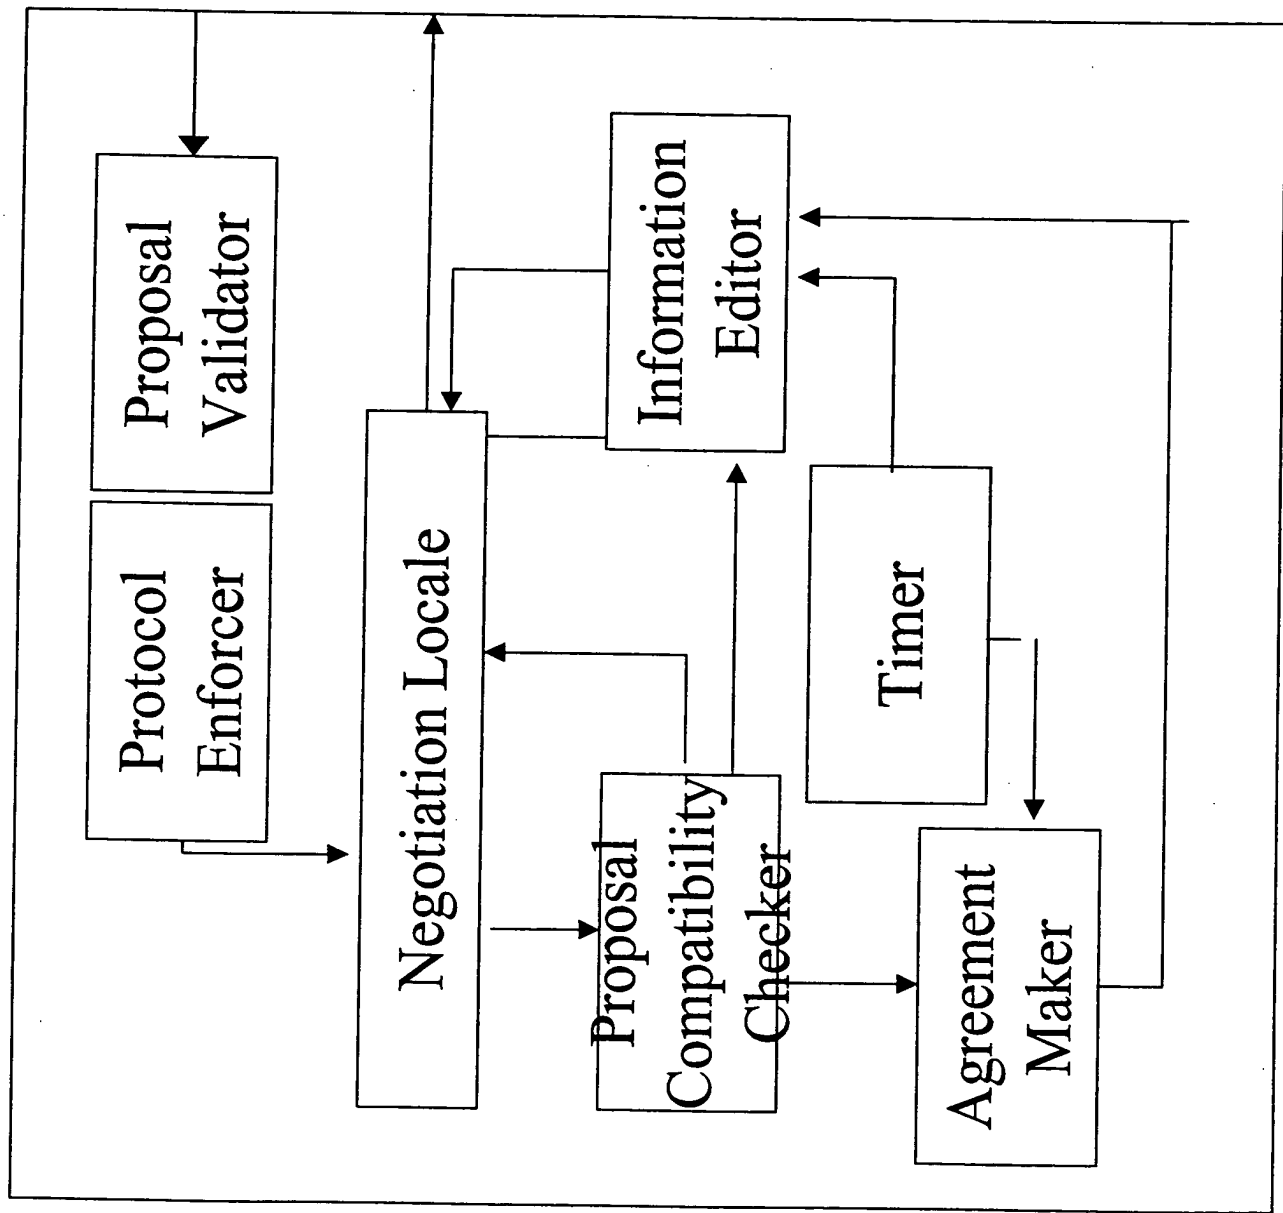 Proposal
Validator
Protocol
Enforcer
Negotiation Locale
Information
Editor
Proposal
Compatibility
Checker
Timer
Agreement
Maker